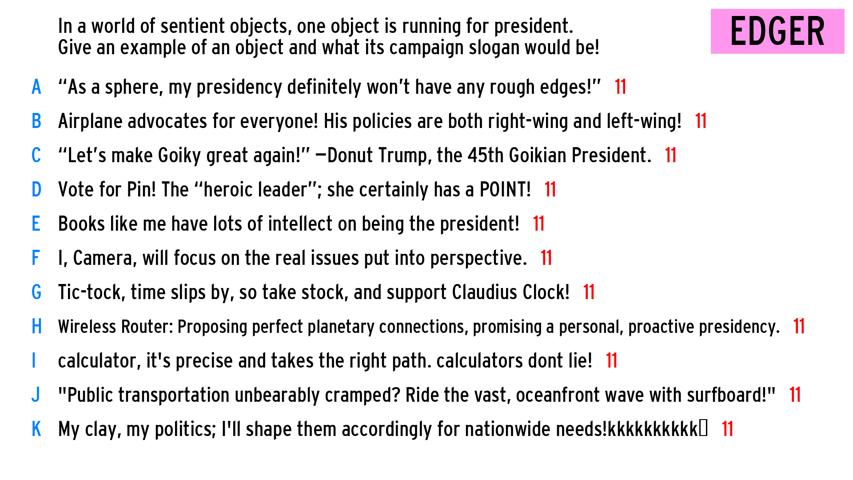 In a world of sentient objects, one object is running for president.
EDGER
Give an example of an object and what its campaign slogan would be!
A “As a sphere, my presidency definitely won’t have any rough edges!” 11
B Airplane advocates for everyone! His policies are both right-wing and left-wing! 11
C “Let’s make Goiky great again!” —Donut Trump, the 45th Goikian President. 11
D Vote for Pin! The “heroic leader”; she certainly has a POINT! 11
E Books like me have lots of intellect on being the president! 11
F I, Camera, will focus on the real issues put into perspective. 11
G Tic-tock, time slips by, so take stock, and support Claudius Clock! 11
H Wireless Router: Proposing perfect planetary connections, promising a personal, proactive presidency. 11
I calculator, it's precise and takes the right path. calculators dont lie! 11
J "Public transportation unbearably cramped? Ride the vast, oceanfront wave with surfboard!" 11
K My clay, my politics; I'll shape them accordingly for nationwide needs!kkkkkkkkkk▯ 11